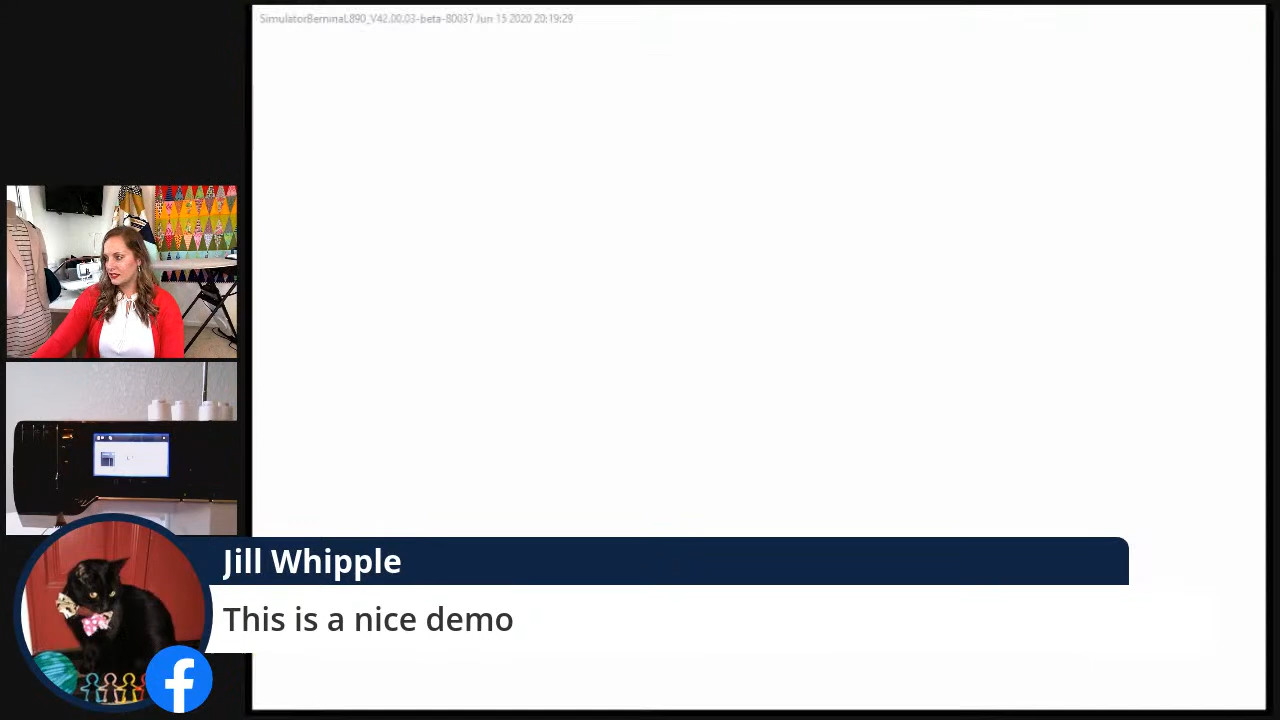 SimulatorBerninaL890_V42.00.03-beta-80037 Jun 15 2020 20:19:29
Jill Whipple
This is a nice demo